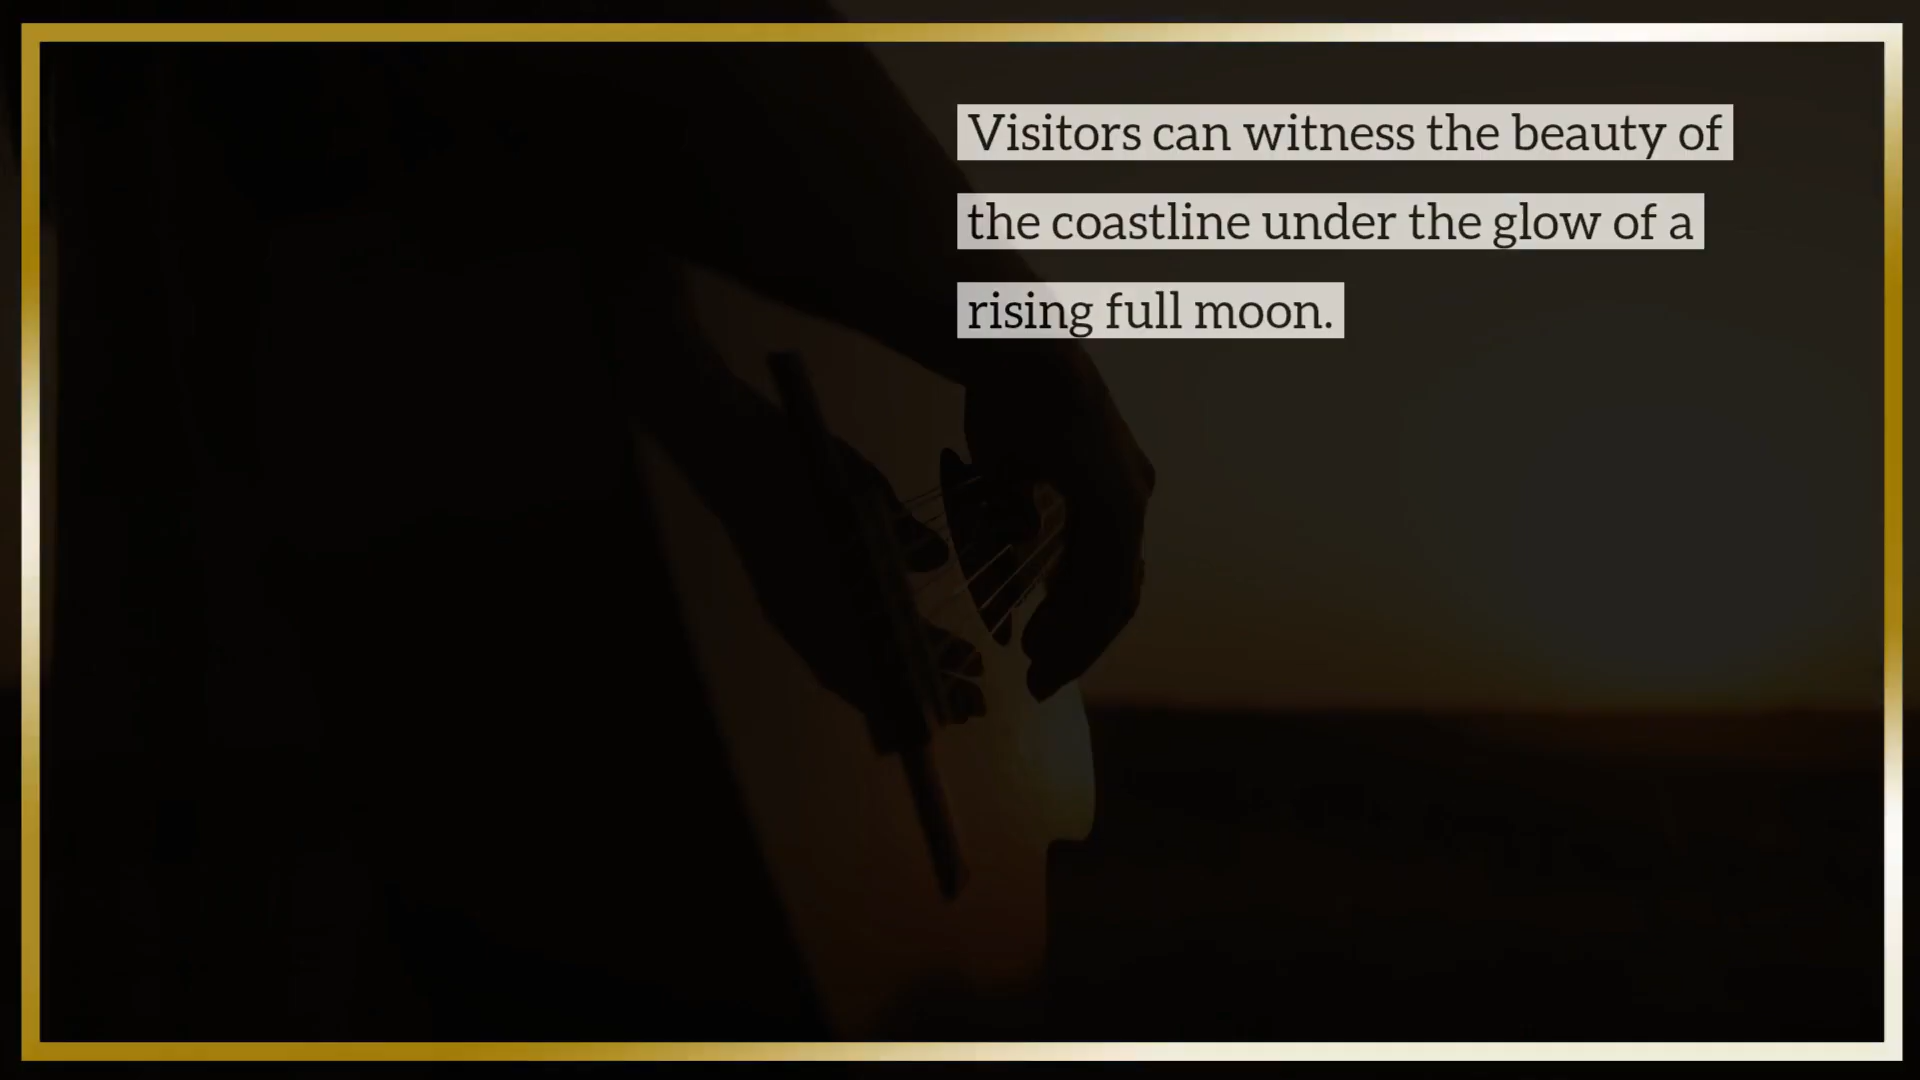 Visitors can witness the beauty of
the coastline under the glow of a
rising full moon.